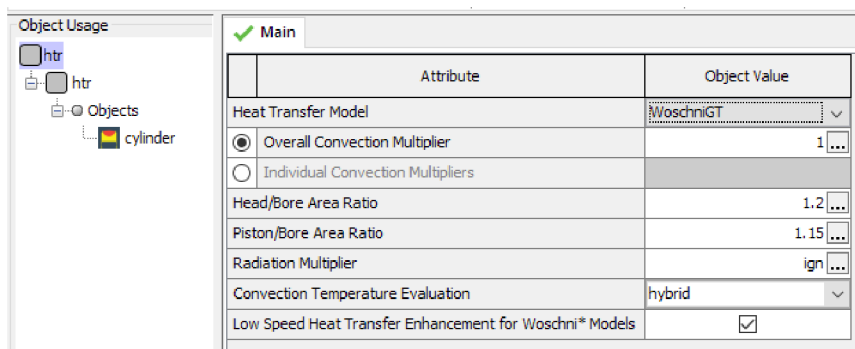 Object Usage
htr
htr
Objects
cylinder
Main
Attribute
Object Value
Heat Transfer Model
WoschniGT
Overall Convection Multiplier
1 ...
Individual Convection Multipliers
Head/Bore Area Ratio
1.2 ...
Piston/Bore Area Ratio
1.15 ...
Radiation Multiplier
ign ...
Convection Temperature Evaluation
hybrid
Low Speed Heat Transfer Enhancement for Woschni* Models